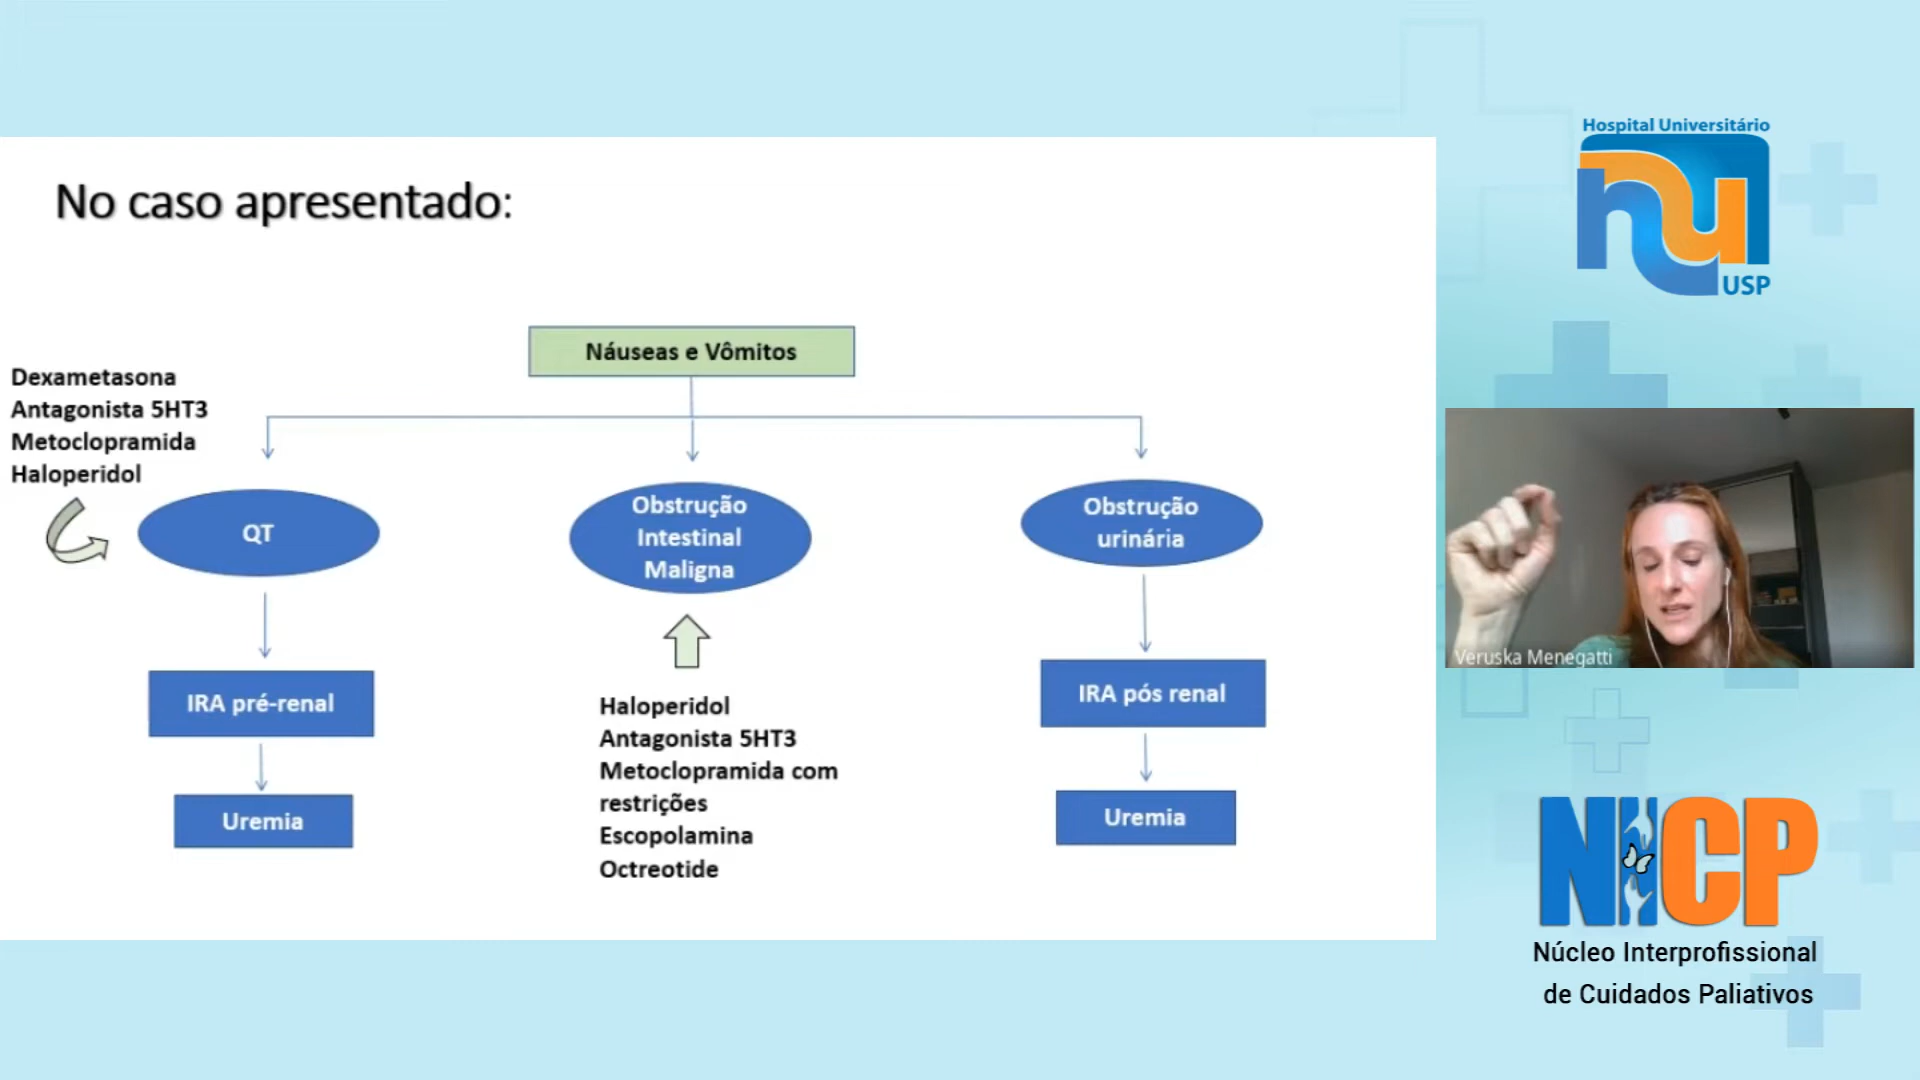 No caso apresentado:
Náuseas e Vômitos
Dexametasona
Antagonista 5HT3
Metoclopramida
Haloperidol
QT
Obstrução
Intestinal
Maligna
Obstrução
urinária
IRA pré-renal
IRA pós renal
Uremia
Haloperidol
Antagonista 5HT3
Metoclopramida com
restrições
Escopolamina
Octreotide
Uremia
Hospital Universitário
hu
USP
Veruska Menegatti
NICP
Núcleo Interprofissional
de Cuidados Paliativos